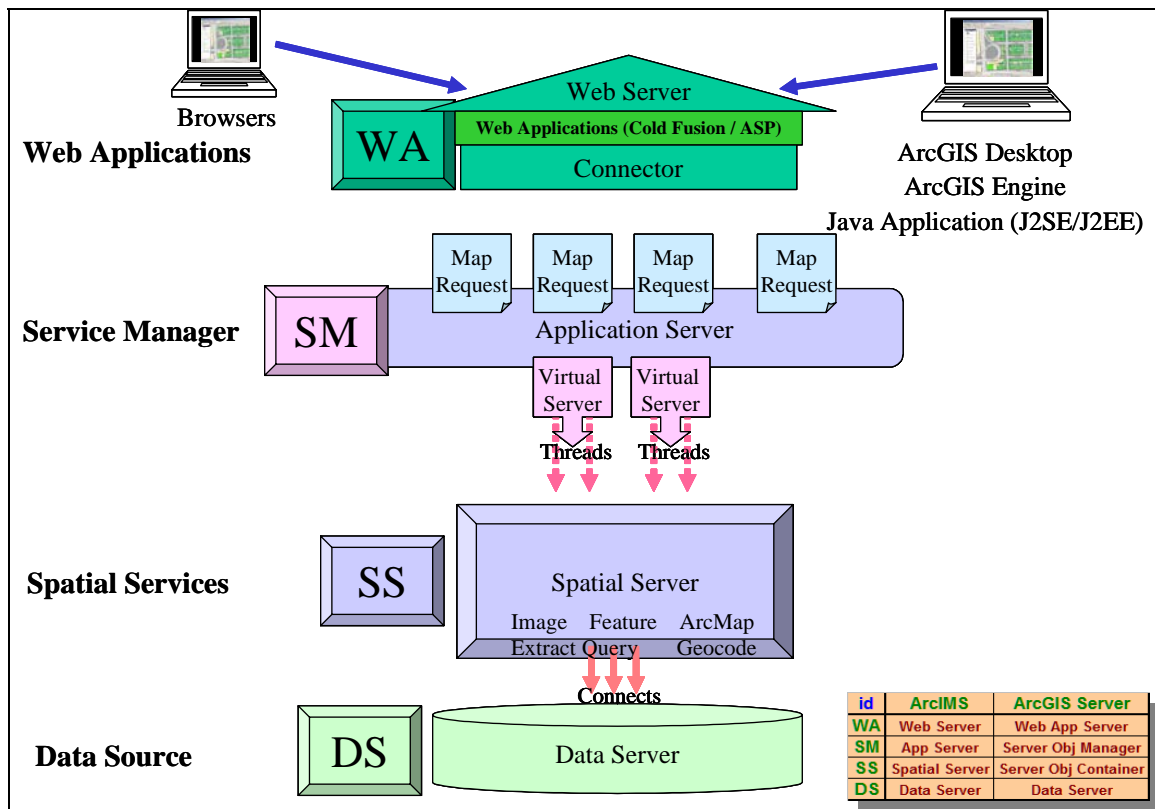 Browsers
Web Applications
WA
Web Server
Web Applications (Cold Fusion / ASP)
Connector
ArcGIS Desktop
ArcGIS Engine
Java Application (J2SE/J2EE)
Map
Request
Map
Request
Map
Request
Map
Request
Service Manager
SM
Application Server
Virtual
Server
Virtual
Server
Threads
Threads
Spatial Services
SS
Spatial Server
Image Feature ArcMap
Extract Query Geocode
Connects
Data Source
DS
Data Server
id ArcIMS ArcGIS Server
WA Web Server Web App Server
SM App Server Server Obj Manager
SS Spatial Server Server Obj Container
DS Data Server Data Server